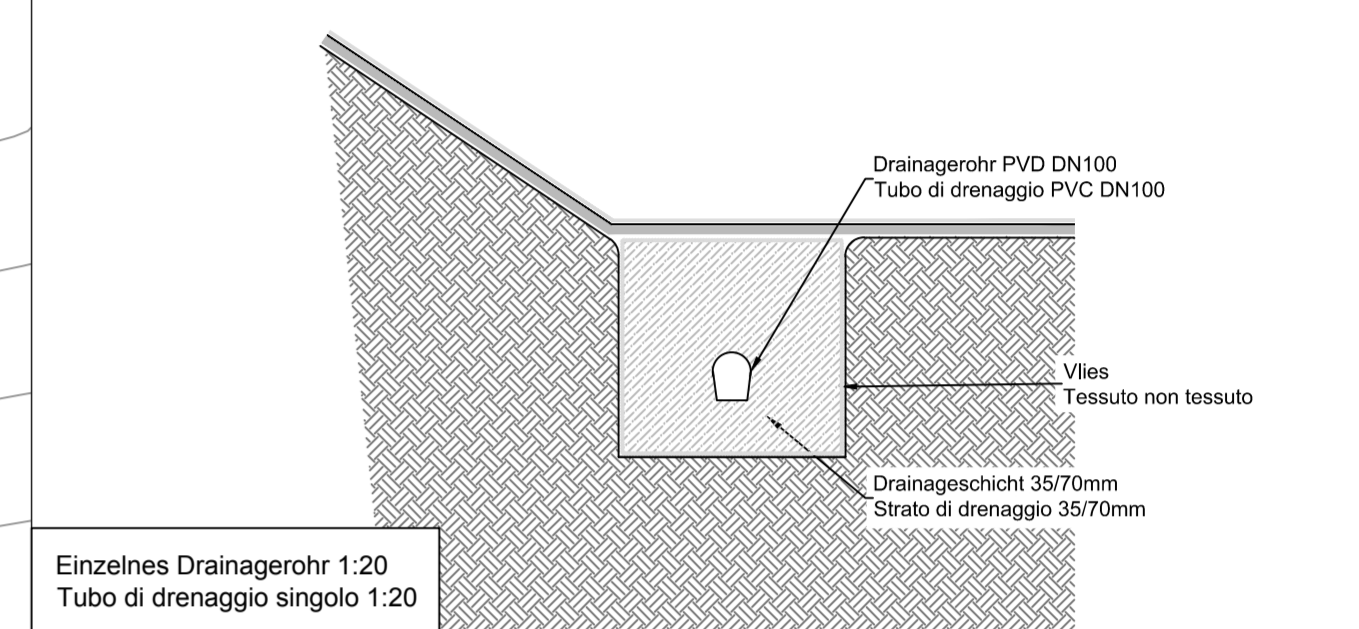 Drainagerohr PVD DN100
Tubo di drenaggio PVC DN100
Vlies
Tessuto non tessuto
Drainageschicht 35/70mm
Strato di drenaggio 35/70mm
Einzelnes Drainagerohr 1:20
Tubo di drenaggio singolo 1:20